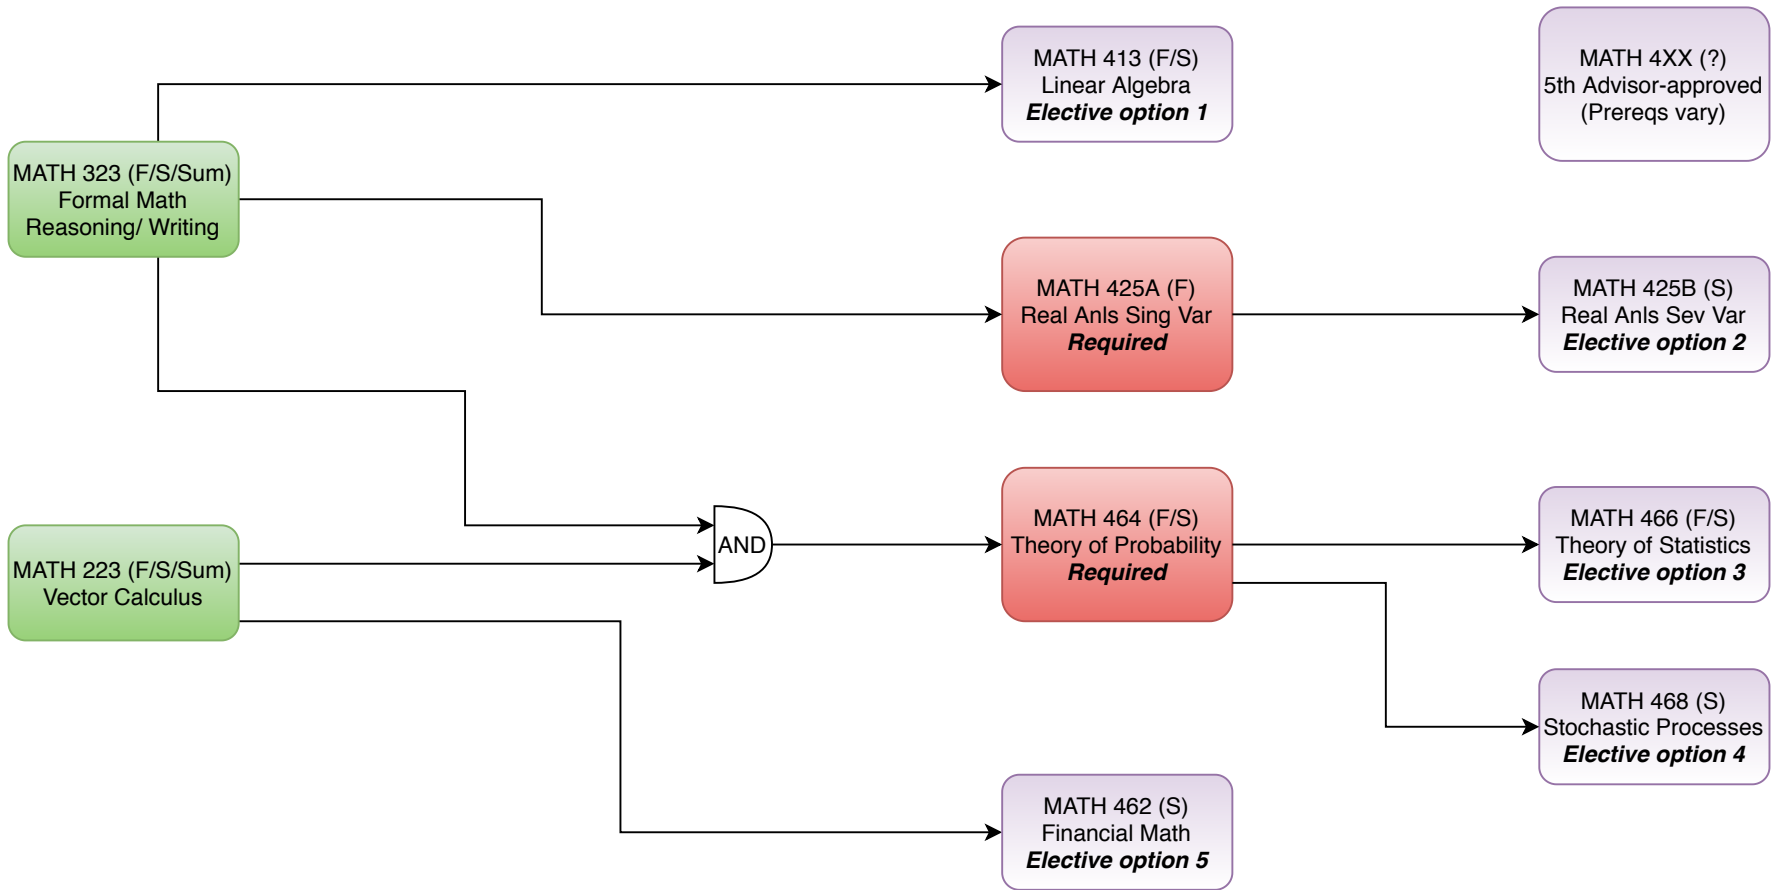 MATH 413 (F/S)
Linear Algebra
Elective option 1
MATH 4XX (?)
5th Advisor-approved
(Prereqs vary)
MATH 323 (F/S/Sum)
Formal Math
Reasoning/ Writing
MATH 425A (F)
Real Anls Sing Var
Required
MATH 425B (S)
Real Anls Sev Var
Elective option 2
MATH 223 (F/S/Sum)
Vector Calculus
AND
MATH 464 (F/S)
Theory of Probability
Required
MATH 466 (F/S)
Theory of Statistics
Elective option 3
MATH 468 (S)
Stochastic Processes
Elective option 4
MATH 462 (S)
Financial Math
Elective option 5